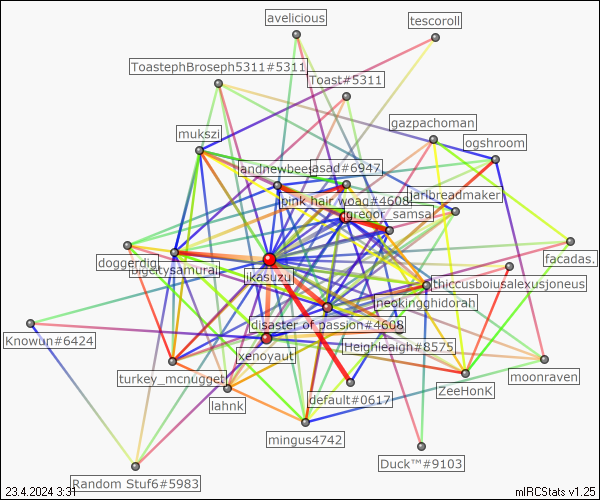 avelicious
tescoroll
ToastephBroseph5311#5311
Toast#5311
gazpachoman
mukszi
ogshroom
andnewbees
asad#6947
pink hair woag#4608
jarlbreadmaker
gregor_samsa
doggerdig
bigcitysamurai
facadas.
ikasuzu
thiccusboiusalexusjoneus
neokingghidorah
disaster of passion#4608
Knowun#6424
Heighleaigh#8575
xenoyaut
turkey_mcnugget
moonraven
lahnk
default#0617
ZeeHonK
mingus4742
Duck™#9103
Random Stuf6#5983
23.4.2024 3:31
mIRCStats v1.25